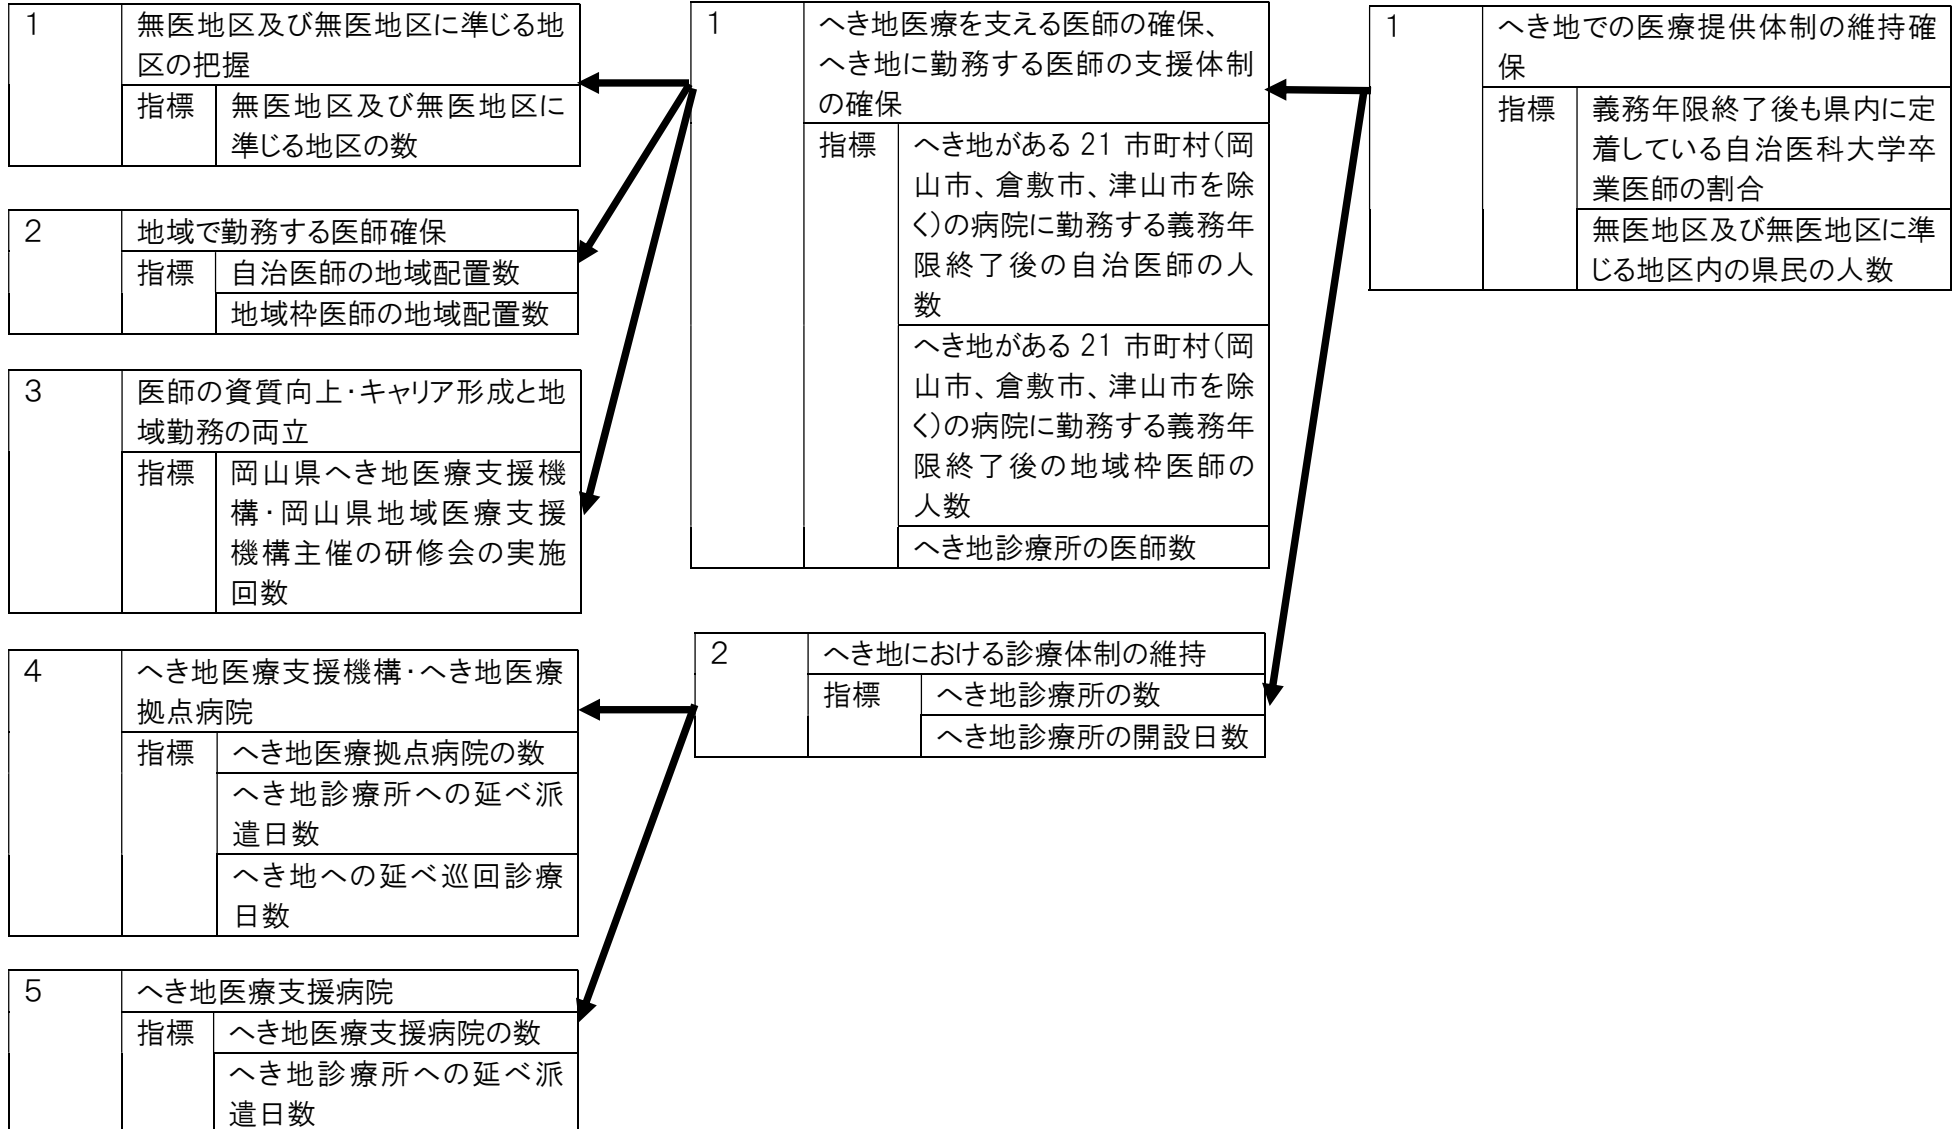 1
無医地区及び無医地区に準じる地
区の把握
指標
無医地区及び無医地区に
準じる地区の数
2
地域で勤務する医師確保
指標
自治医師の地域配置数
地域枠医師の地域配置数
3
医師の資質向上・キャリア形成と地
域勤務の両立
指標
岡山県へき地医療支援機
構・岡山県地域医療支援
機構主催の研修会の実施
回数
4
へき地医療支援機構・へき地医療
拠点病院
指標
へき地医療拠点病院の数
へき地診療所への延べ派
遣日数
へき地への延べ巡回診療
日数
5
へき地医療支援病院
指標
へき地医療支援病院の数
へき地診療所への延べ派
遣日数
1
へき地医療を支える医師の確保、
へき地に勤務する医師の支援体制
の確保
指標
へき地がある 21 市町村（岡
山市、倉敷市、津山市を除
く）の病院に勤務する義務年
限終了後の自治医師の人
数
へき地がある 21 市町村（岡
山市、倉敷市、津山市を除
く）の病院に勤務する義務年
限終了後の地域枠医師の
人数
へき地診療所の医師数
2
へき地における診療体制の維持
指標
へき地診療所の数
へき地診療所の開設日数
1
へき地での医療提供体制の維持確
保
指標
義務年限終了後も県内に定
着している自治医科大学卒
業医師の割合
無医地区及び無医地区に準
じる地区内の県民の人数